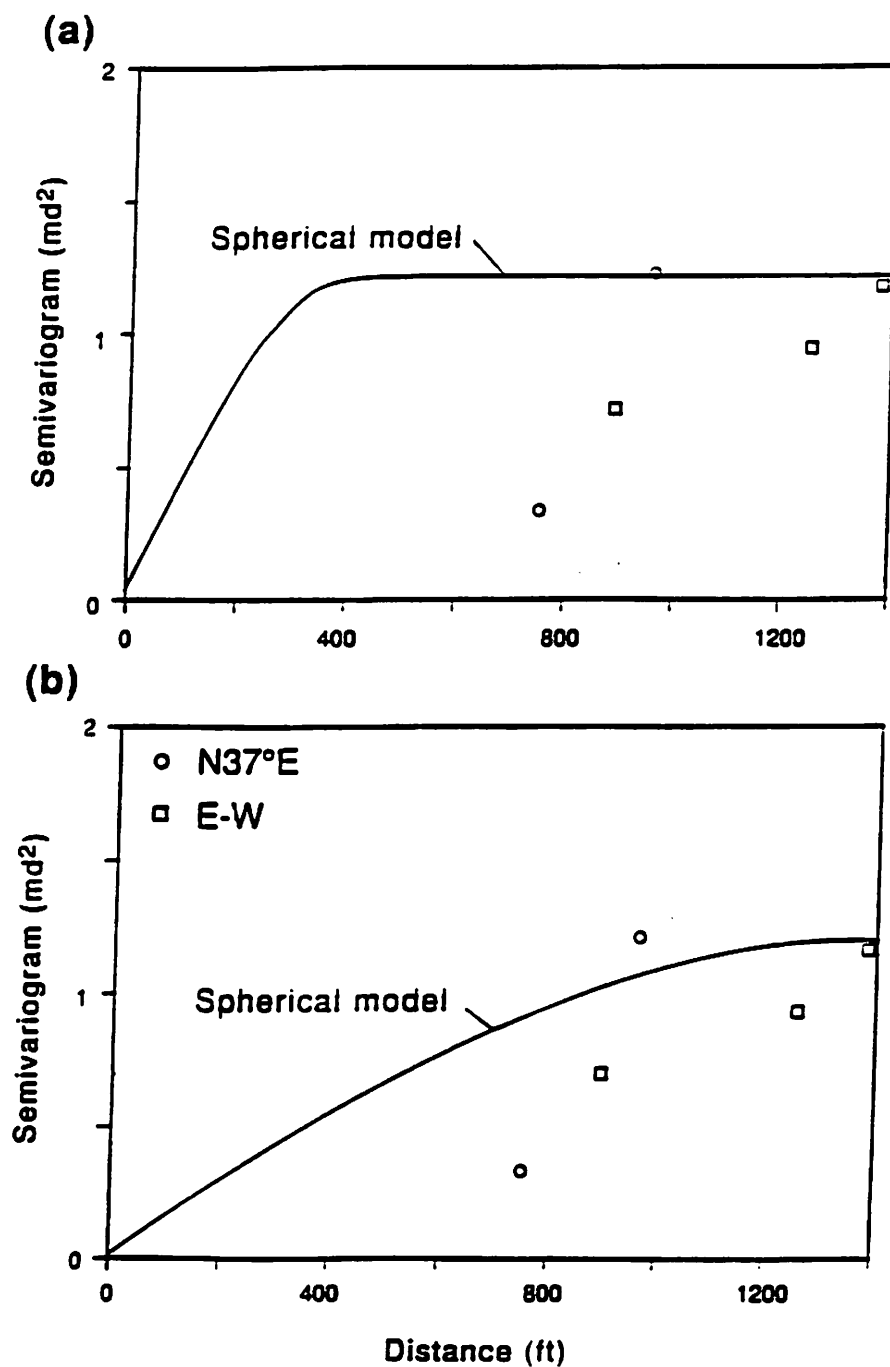 (a)
2
Semivariogram (md²)
Spherical model
1
0
0 400 800 1200
(b)
2
○ N37°E
□ E-W
Semivariogram (md²)
1
Spherical model
0
0 400 800 1200
Distance (ft)